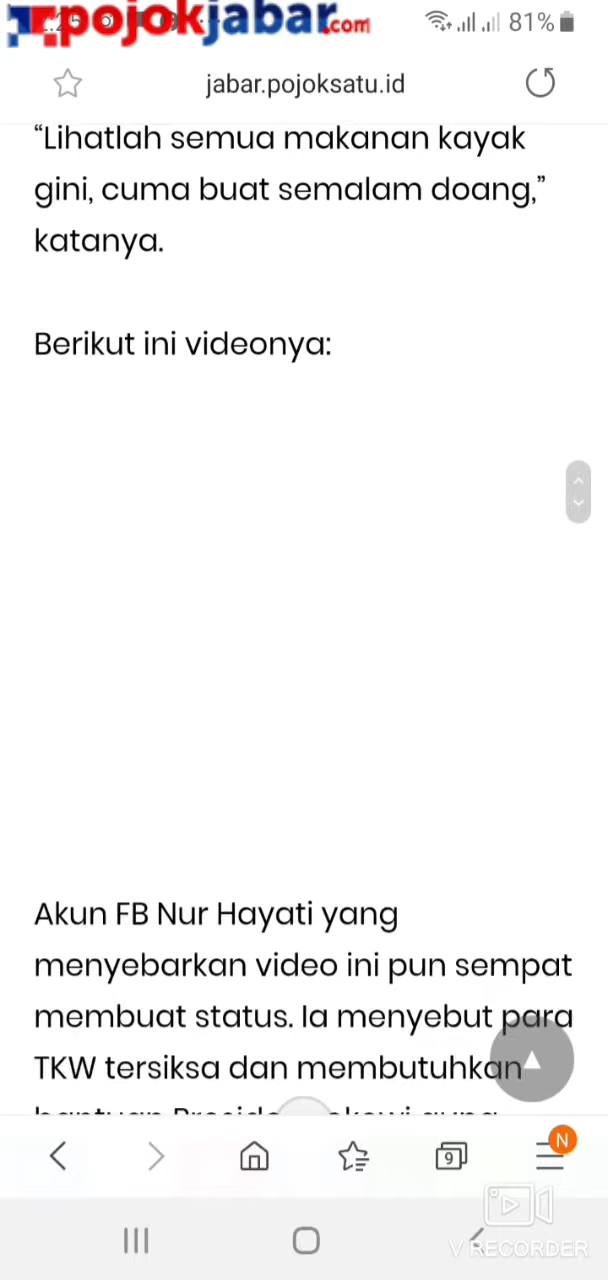 pojokjabar.com
81%
jabar.pojoksatu.id
“Lihatlah semua makanan kayak
gini, cuma buat semalam doang,”
katanya.
Berikut ini videonya:
Akun FB Nur Hayati yang
menyebarkan video ini pun sempat
membuat status. Ia menyebut para
TKW tersiksa dan membutuhkan
9
N
V RECORDER